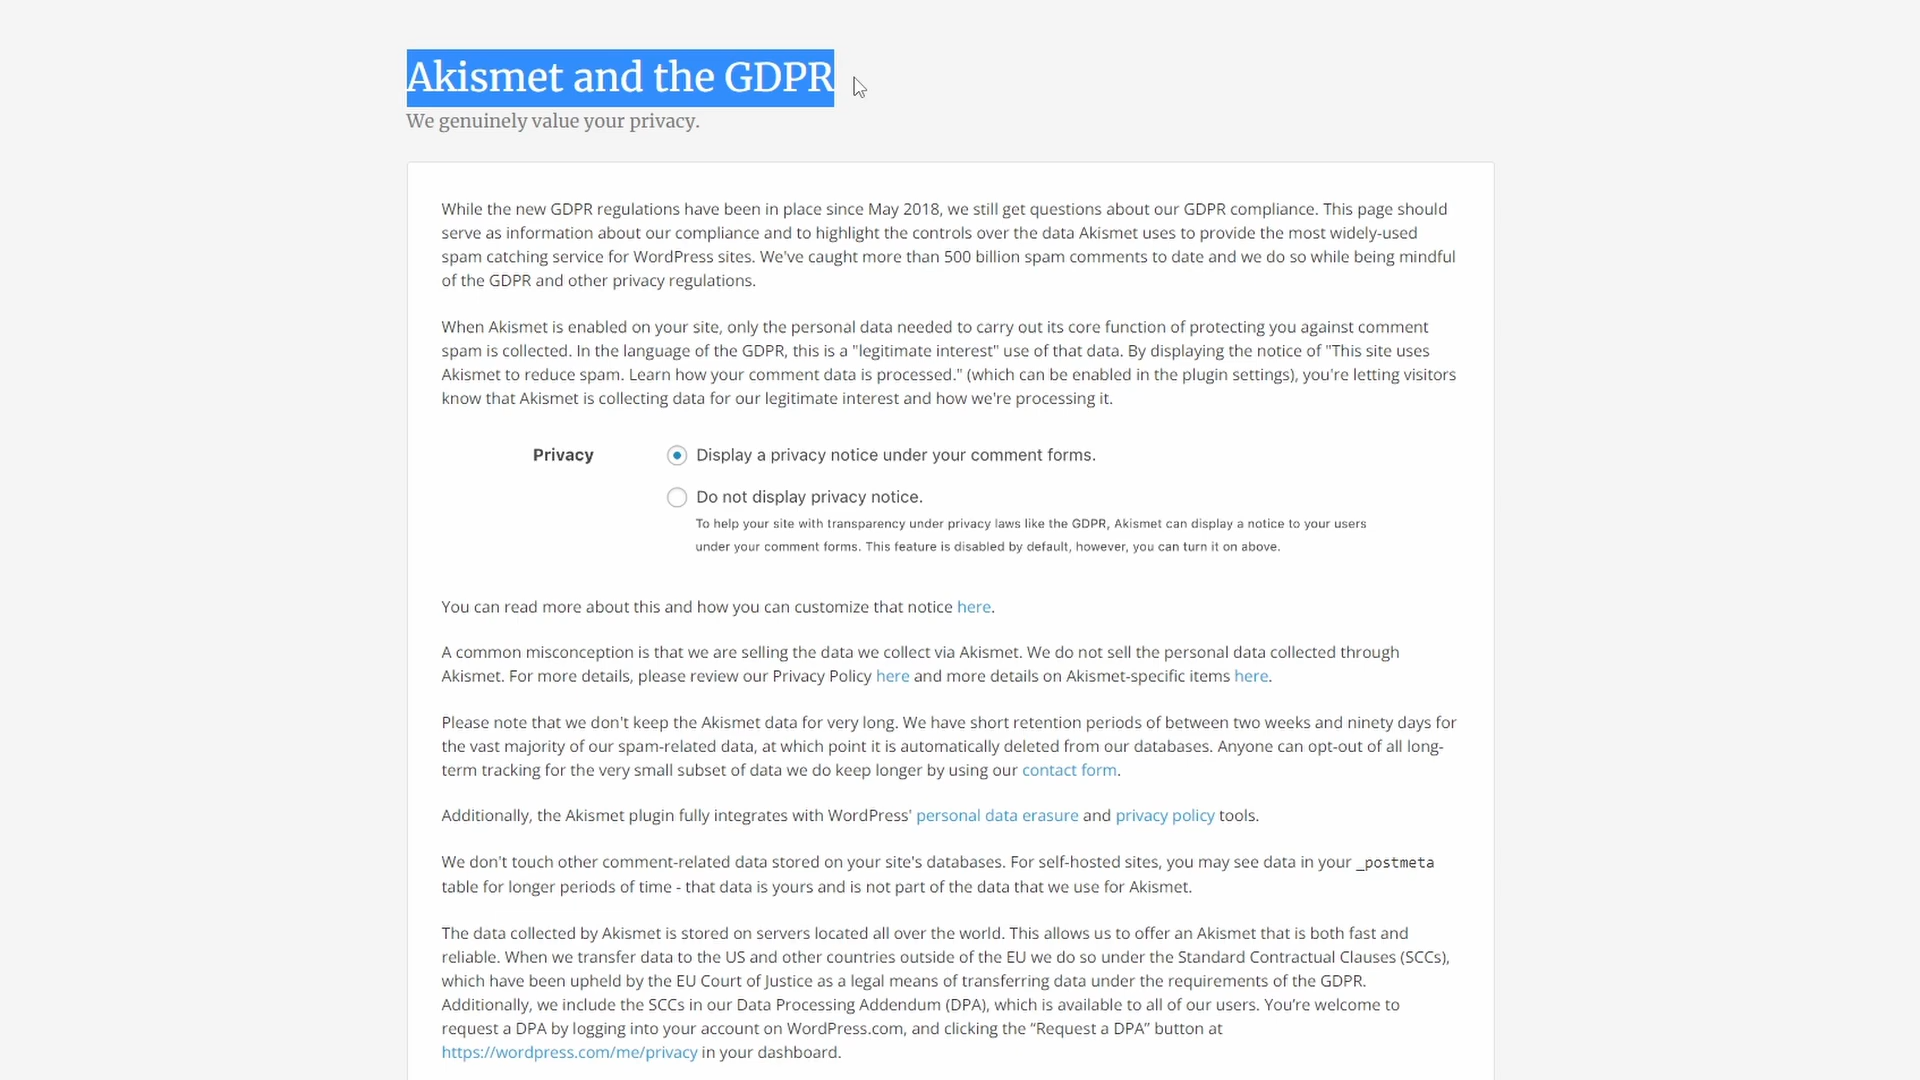 Akismet and the GDPR
We genuinely value your privacy.
While the new GDPR regulations have been in place since May 2018, we still get questions about our GDPR compliance. This page should
serve as information about our compliance and to highlight the controls over the data Akismet uses to provide the most widely-used
spam catching service for WordPress sites. We've caught more than 500 billion spam comments to date and we do so while being mindful
of the GDPR and other privacy regulations.
When Akismet is enabled on your site, only the personal data needed to carry out its core function of protecting you against comment
spam is collected. In the language of the GDPR, this is a "legitimate interest" use of that data. By displaying the notice of "This site uses
Akismet to reduce spam. Learn how your comment data is processed." (which can be enabled in the plugin settings), you're letting visitors
know that Akismet is collecting data for our legitimate interest and how we're processing it.
Privacy
Display a privacy notice under your comment forms.
Do not display privacy notice.
To help your site with transparency under privacy laws like the GDPR, Akismet can display a notice to your users
under your comment forms. This feature is disabled by default, however, you can turn it on above.
You can read more about this and how you can customize that notice here.
A common misconception is that we are selling the data we collect via Akismet. We do not sell the personal data collected through
Akismet. For more details, please review our Privacy Policy here and more details on Akismet-specific items here.
Please note that we don't keep the Akismet data for very long. We have short retention periods of between two weeks and ninety days for
the vast majority of our spam-related data, at which point it is automatically deleted from our databases. Anyone can opt-out of all long-
term tracking for the very small subset of data we do keep longer by using our contact form.
Additionally, the Akismet plugin fully integrates with WordPress' personal data erasure and privacy policy tools.
We don't touch other comment-related data stored on your site's databases. For self-hosted sites, you may see data in your _postmeta
table for longer periods of time - that data is yours and is not part of the data that we use for Akismet.
The data collected by Akismet is stored on servers located all over the world. This allows us to offer an Akismet that is both fast and
reliable. When we transfer data to the US and other countries outside of the EU we do so under the Standard Contractual Clauses (SCCs),
which have been upheld by the EU Court of Justice as a legal means of transferring data under the requirements of the GDPR.
Additionally, we include the SCCs in our Data Processing Addendum (DPA), which is available to all of our users. You’re welcome to
request a DPA by logging into your account on WordPress.com, and clicking the “Request a DPA” button at
https://wordpress.com/me/privacy in your dashboard.